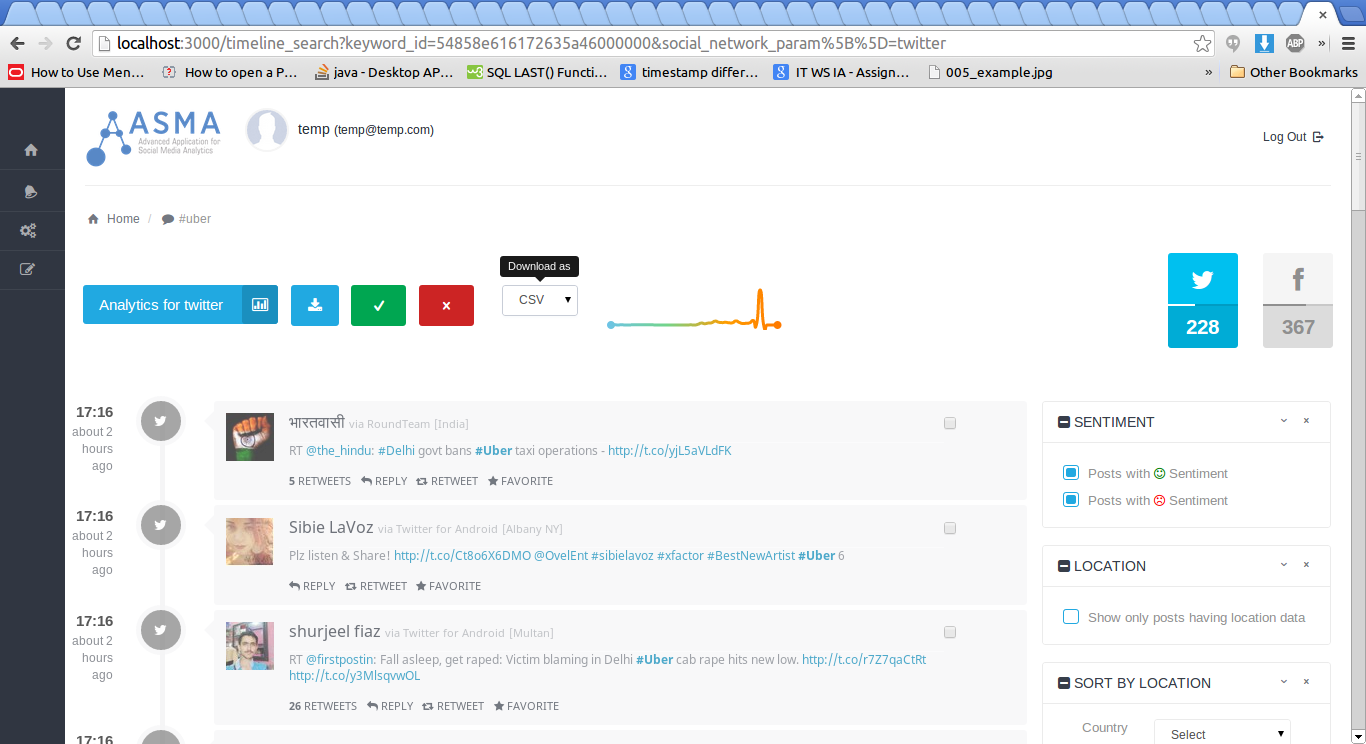 localhost:3000/timeline_search?keyword_id=54858e616172635a46000000&social_network_param%5B%5D=twitter
ABP
»
How to Use Men... How to open a P... java - Desktop AP... SQL LAST() Functi... timestamp differ... IT WS IA - Assign... 005_example.jpg » Other Bookmarks
ASMA
Advanced Application for
Social Media Analytics
temp (temp@temp.com)
Log Out
Home / #uber
Download as
Analytics for twitter
CSV
228
367
17:16
about 2
hours
ago
भारतवासी via RoundTeam [India]
RT @the_hindu: #Delhi govt bans #Uber taxi operations - http://t.co/yjL5aVLdFK
5 RETWEETS REPLY RETWEET FAVORITE
17:16
about 2
hours
ago
Sibie LaVoz via Twitter for Android [Albany NY]
Plz listen & Share! http://t.co/Ct8o6X6DMO @OvelEnt #sibielavoz #xfactor #BestNewArtist #Uber 6
REPLY RETWEET FAVORITE
17:16
about 2
hours
ago
shurjeel fiaz via Twitter for Android [Multan]
RT @firstpostin: Fall asleep, get raped: Victim blaming in Delhi #Uber cab rape hits new low. http://t.co/r7Z7qaCtRt
http://t.co/y3MlsqvwOL
26 RETWEETS REPLY RETWEET FAVORITE
17:16
SENTIMENT
Posts with Sentiment
Posts with Sentiment
LOCATION
Show only posts having location data
SORT BY LOCATION
Country Select